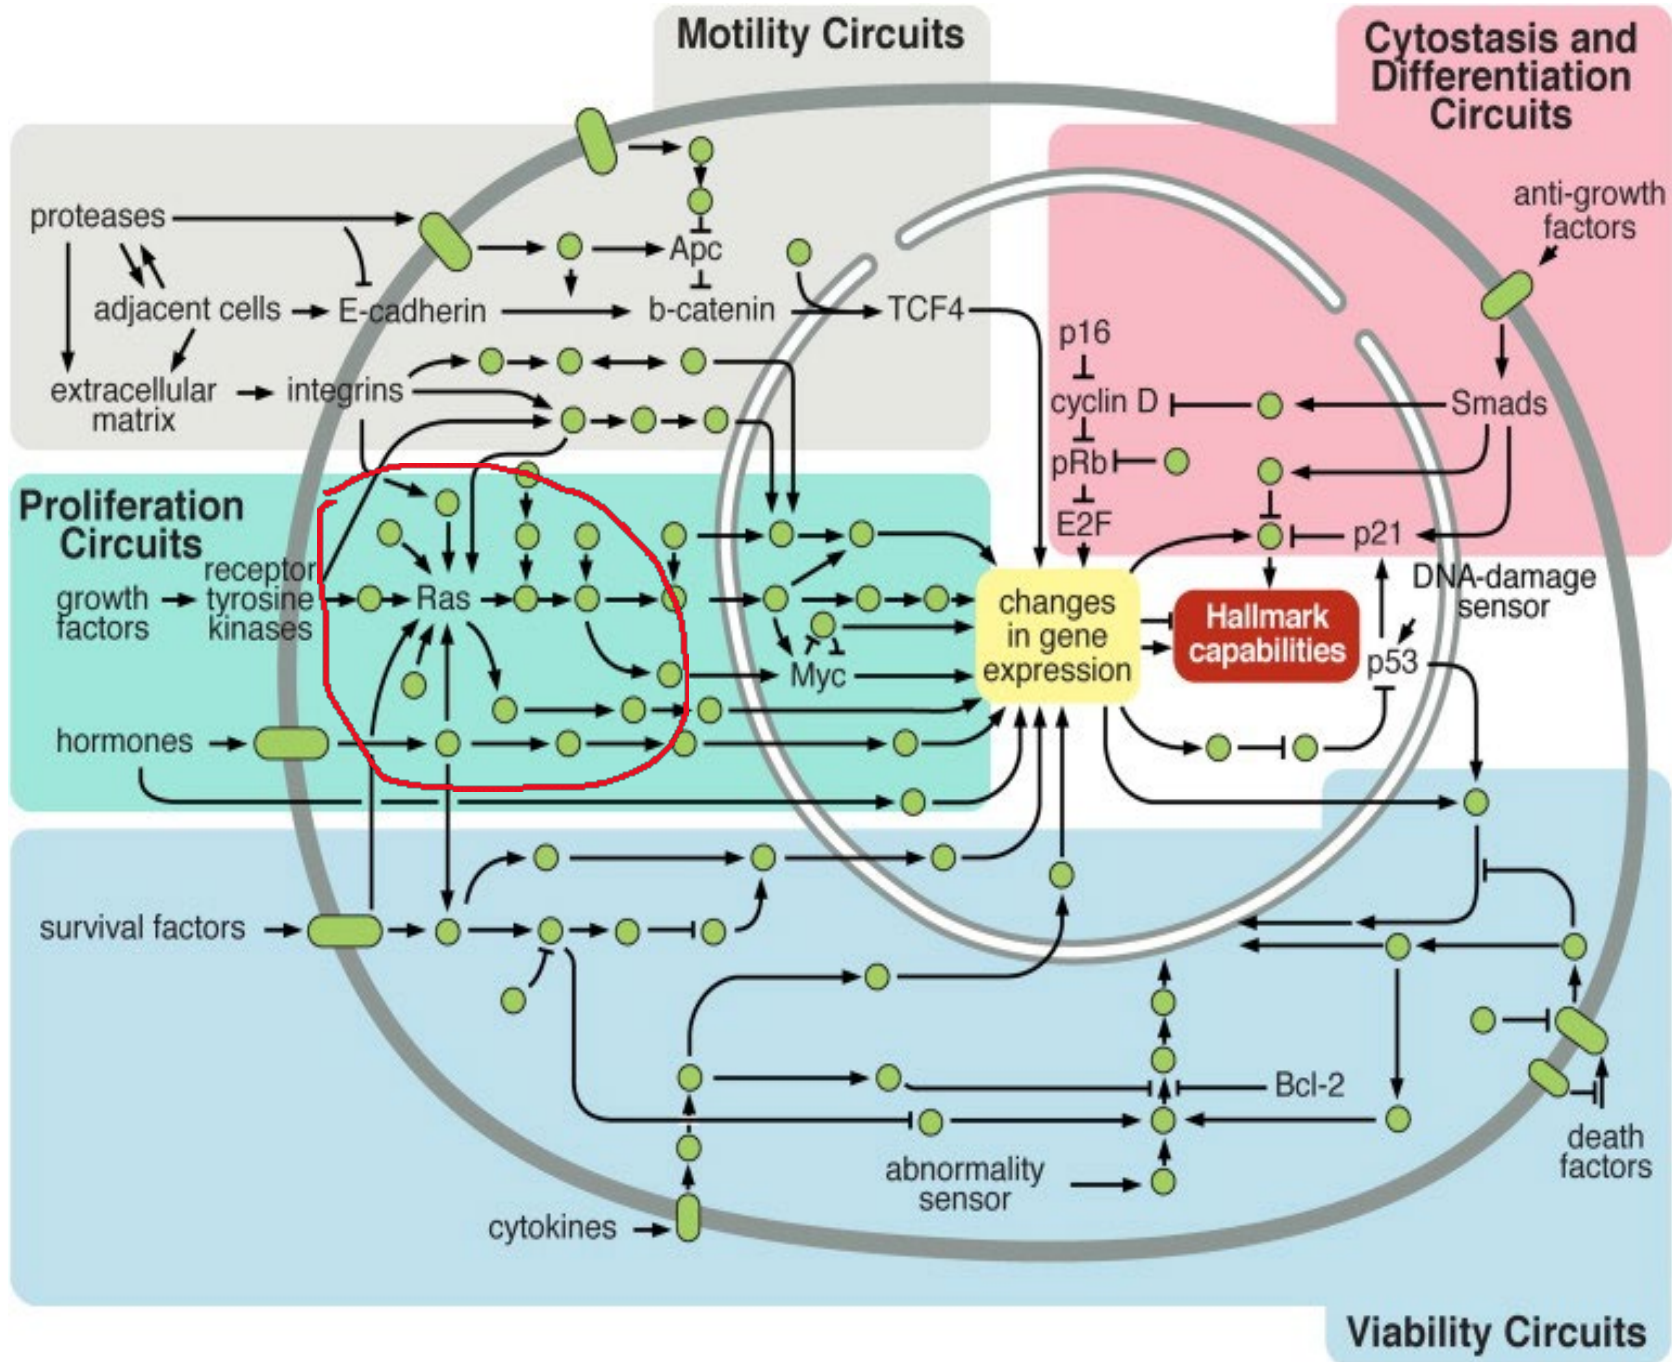 Motility Circuits
Cytostasis and
Differentiation
Circuits
anti-growth
factors
proteases
Apc
adjacent cells
E-cadherin
b-catenin
TCF4
p16
extracellular
matrix
integrins
cyclin D
Smads
pRb
Proliferation
Circuits
E2F
p21
receptor
tyrosine
kinases
growth
factors
Ras
changes
in gene
expression
Hallmark
capabilities
DNA-damage
sensor
p53
Myc
hormones
survival factors
Bcl-2
death
factors
abnormality
sensor
cytokines
Viability Circuits